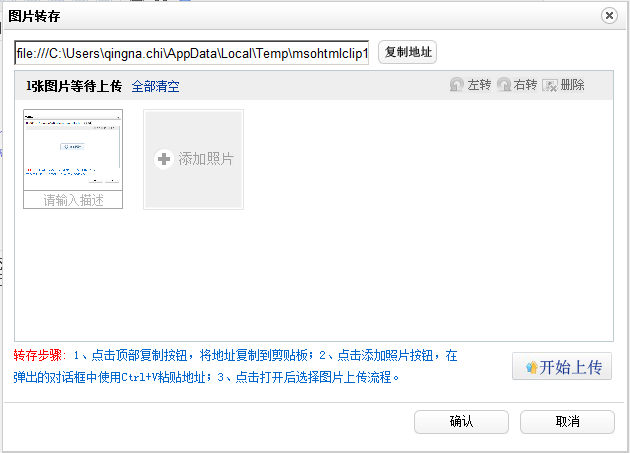 图片转存
file:///C:\Users\qingna.chi\AppData\Local\Temp\msohtmlclip1
复制地址
1张图片等待上传 全部清空 左转 右转 删除
请输入描述
添加照片
转存步骤: 1、点击顶部复制按钮，将地址复制到剪贴板；2、点击添加照片按钮，在
弹出的对话框中使用Ctrl+V粘贴地址；3、点击打开后选择图片上传流程。
开始上传
确认 取消